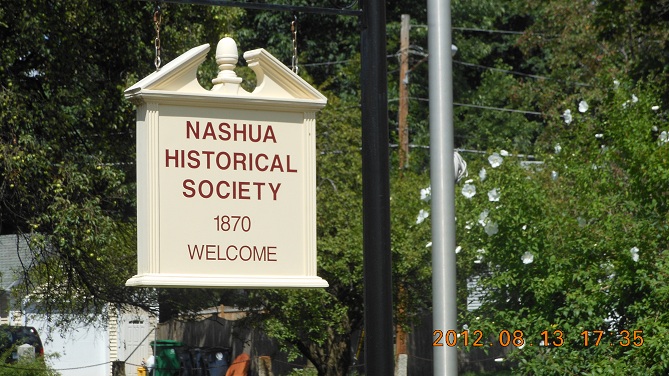 NASHUA
HISTORICAL
SOCIETY
1870
WELCOME
2012 08 13 17 35